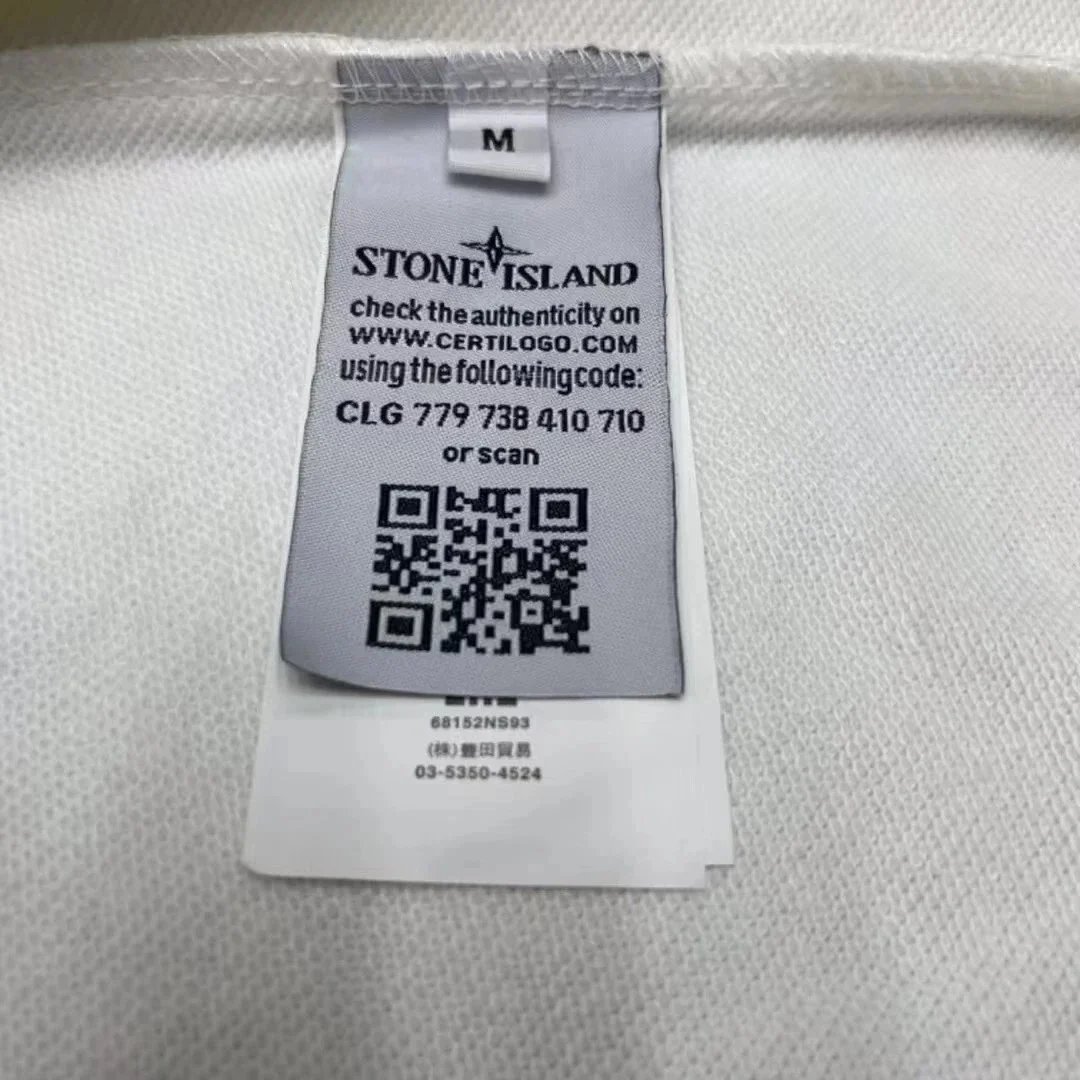 M
STONE ISLAND
check the authenticity on
WWW.CERTILOGO.COM
using the following code:
CLG 779 738 410 710
or scan
68152NS93
(株)豊田貿易
03-5350-4524